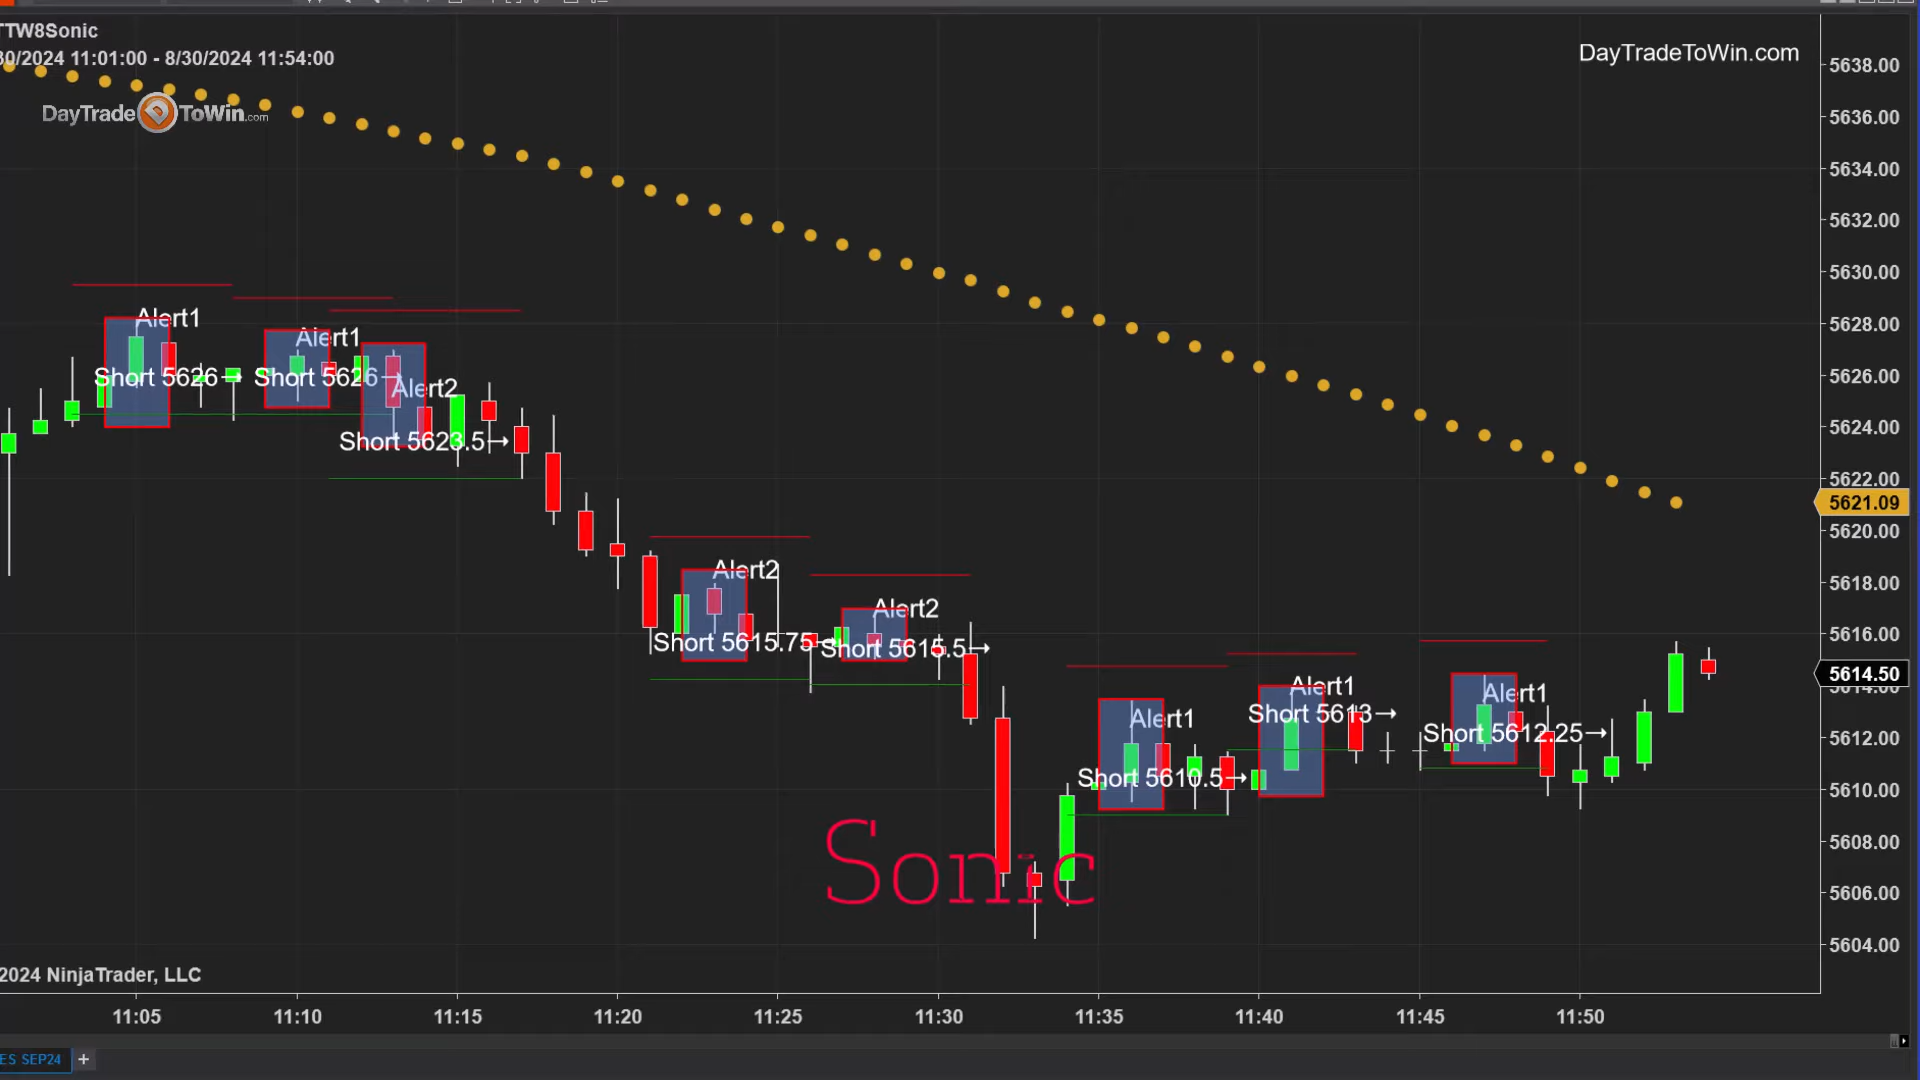 TTW8Sonic
30/2024 11:01:00 - 8/30/2024 11:54:00
DayTradeToWin.com
DayTradeToWin.com
5638.00
5636.00
5634.00
5632.00
5630.00
5628.00
5626.00
5624.00
5622.00
5621.09
5620.00
5618.00
5616.00
5614.50
5614.00
5612.00
5610.00
5608.00
5606.00
5604.00
Alert1
Short 5626→
Alert1
Short 5626→
Alert2
Short 5623.5→
Alert2
Short 5615.75→
Alert2
Short 5615.5→
Alert1
Short 5610.5→
Alert1
Short 5613→
Alert1
Short 5612.25→
Sonic
2024 NinjaTrader, LLC
11:05 11:10 11:15 11:20 11:25 11:30 11:35 11:40 11:45 11:50
ES SEP24 +